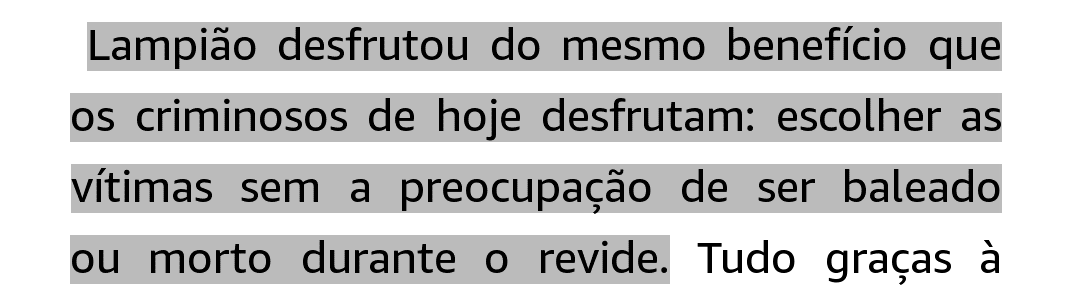 Lampião desfrutou do mesmo benefício que
os criminosos de hoje desfrutam: escolher as
vítimas sem a preocupação de ser baleado
ou morto durante o revide. Tudo graças à